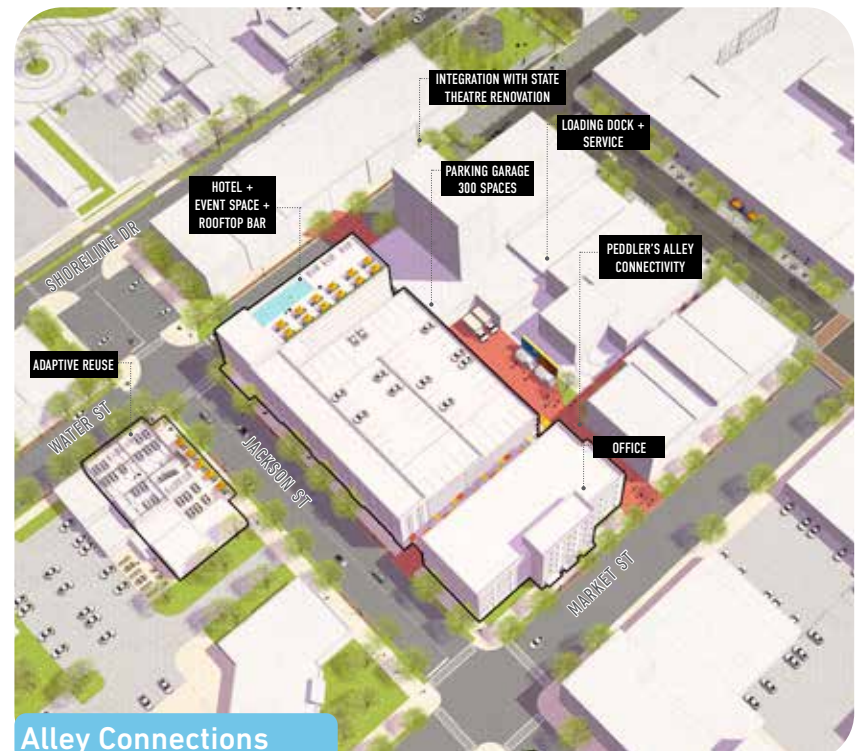 INTEGRATION WITH STATE
THEATRE RENOVATION
LOADING DOCK +
SERVICE
PARKING GARAGE
300 SPACES
HOTEL +
EVENT SPACE +
ROOFTOP BAR
PEDDLER'S ALLEY
CONNECTIVITY
SHORELINE DR
ADAPTIVE REUSE
WATER ST
JACKSON ST
OFFICE
MARKET ST
Alley Connections